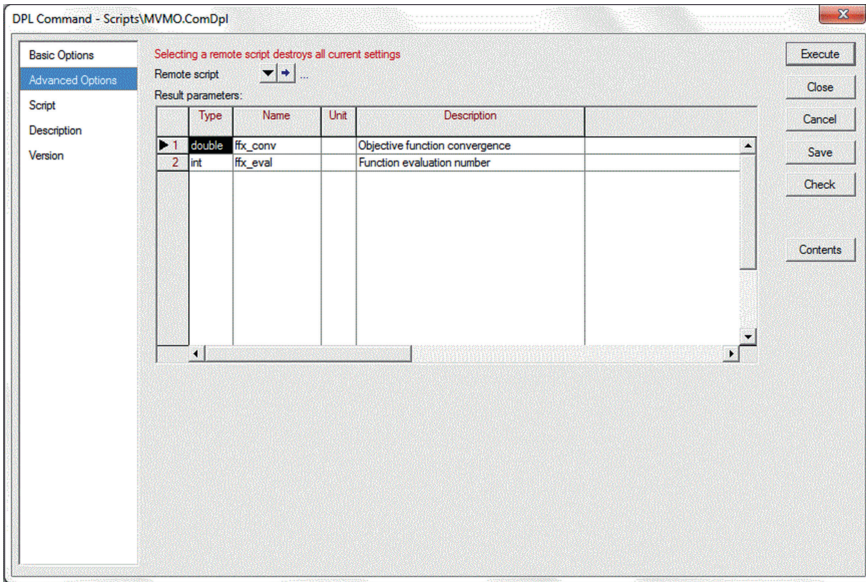 DPL Command - Scripts\MVMO.ComDpl
Basic Options
Advanced Options
Script
Description
Version
Selecting a remote script destroys all current settings
Remote script ...
Result parameters:
Type Name Unit Description
1 double ffx_conv Objective function convergence
2 int ffx_eval Function evaluation number
Execute
Close
Cancel
Save
Check
Contents